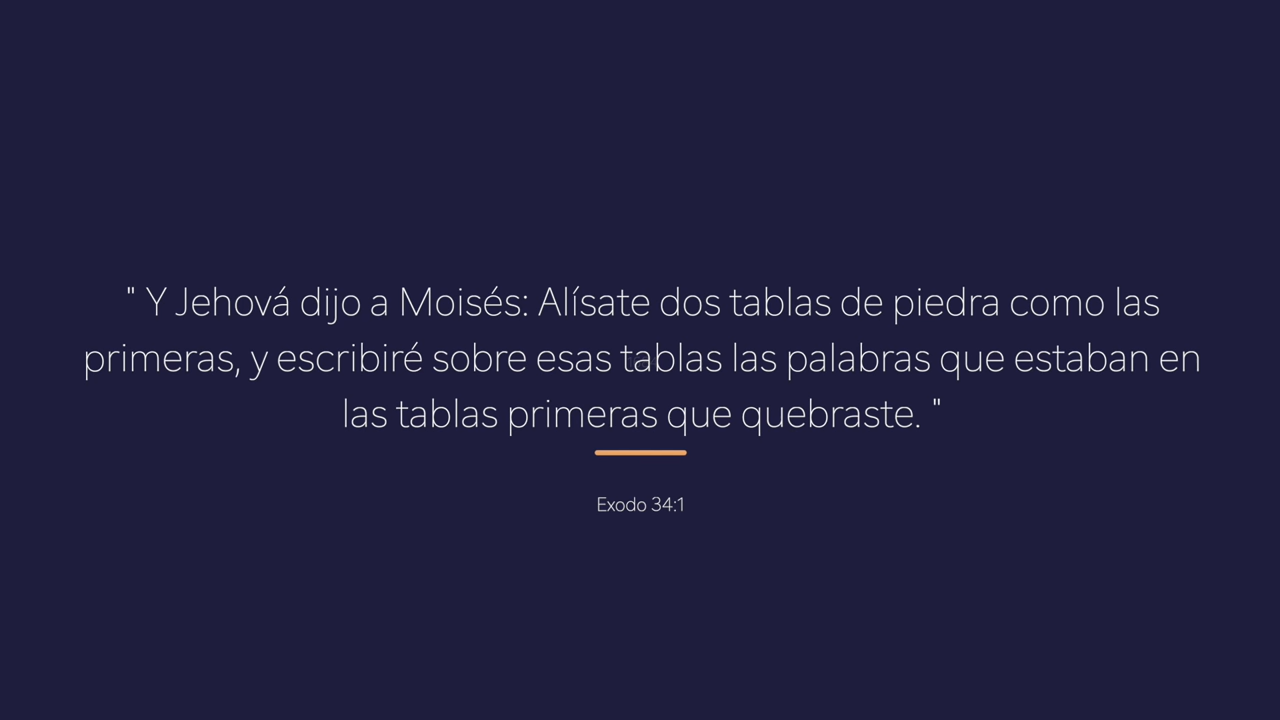 " Y Jehová dijo a Moisés: Alísate dos tablas de piedra como las
primeras, y escribiré sobre esas tablas las palabras que estaban en
las tablas primeras que quebraste. "
Exodo 34:1